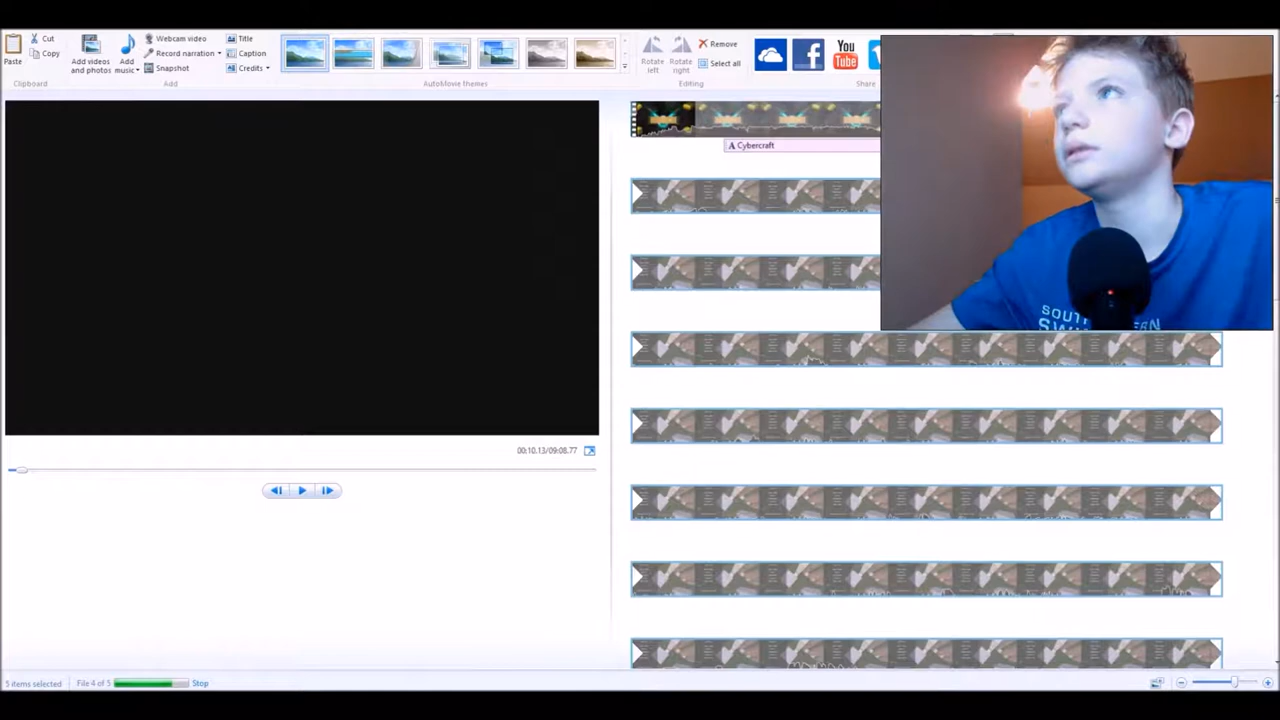 Paste
Cut
Copy
Clipboard
Add videos
and photos
Add
music
Webcam video
Record narration
Snapshot
Title
Caption
Credits
Add
AutoMovie themes
Rotate
left
Rotate
right
Remove
Select all
Editing
You
Tube
Share
A Cybercraft
00:10.13/09:08.77
5 items selected
File 4 of 5
Stop